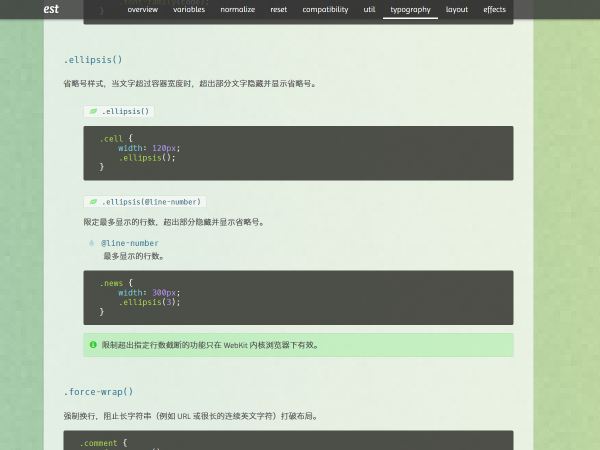 est overview variables normalize reset compatibility util typography layout effects
}
.ellipsis()
省略号样式，当文字超过容器宽度时，超出部分文字隐藏并显示省略号。
.ellipsis()
.cell {
width: 120px;
.ellipsis();
}
.ellipsis(@line-number)
限定最多显示的行数，超出部分隐藏并显示省略号。
@line-number
最多显示的行数。
.news {
width: 300px;
.ellipsis(3);
}
限制超出指定行数截断的功能只在 WebKit 内核浏览器下有效。
.force-wrap()
强制换行，阻止长字符串（例如 URL 或很长的连续英文字符）打破布局。
.comment {